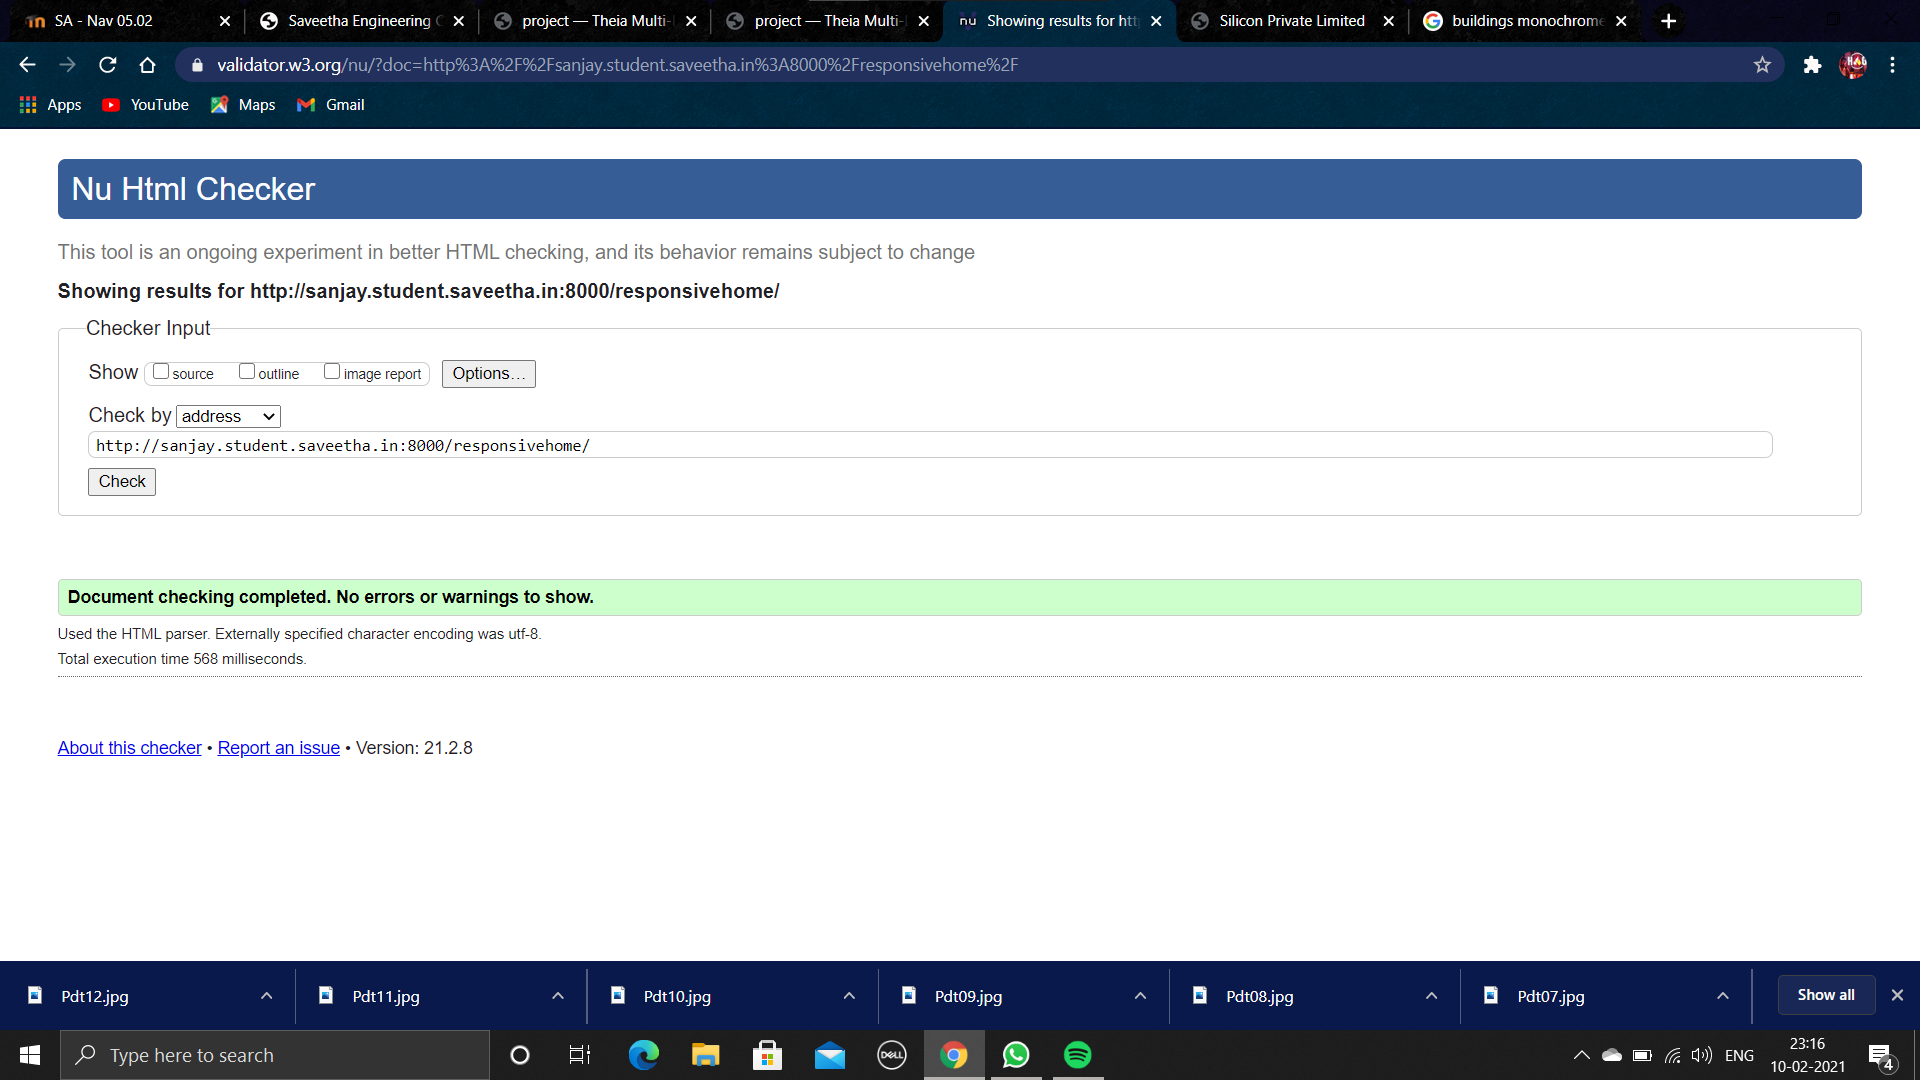 SA - Nav 05.02
Saveetha Engineering
project — Theia Multi-
project — Theia Multi-
nu Showing results for htt
Silicon Private Limited
buildings monochrome
validator.w3.org/nu/?doc=http%3A%2F%2Fsanjay.student.saveetha.in%3A8000%2Fresponsivehome%2F
Apps YouTube Maps Gmail
Nu Html Checker
This tool is an ongoing experiment in better HTML checking, and its behavior remains subject to change
Showing results for http://sanjay.student.saveetha.in:8000/responsivehome/
Checker Input
Show source outline image report Options...
Check by address
http://sanjay.student.saveetha.in:8000/responsivehome/
Check
Document checking completed. No errors or warnings to show.
Used the HTML parser. Externally specified character encoding was utf-8.
Total execution time 568 milliseconds.
About this checker • Report an issue • Version: 21.2.8
Pdt12.jpg Pdt11.jpg Pdt10.jpg Pdt09.jpg Pdt08.jpg Pdt07.jpg Show all
Type here to search
DELL
ENG
23:16
10-02-2021
4